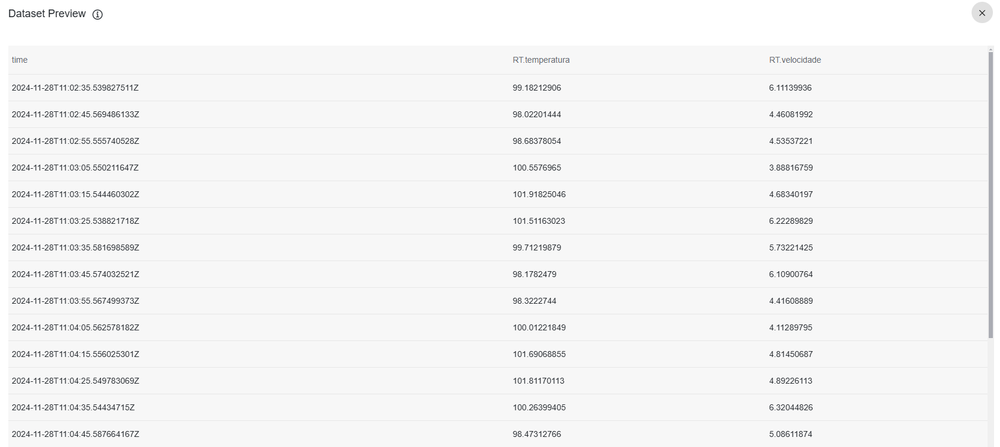 Dataset Preview
time RT.temperatura RT.velocidade
2024-11-28T11:02:35.539827511Z 99.18212906 6.11139936
2024-11-28T11:02:45.569486133Z 98.02201444 4.46081992
2024-11-28T11:02:55.555740528Z 98.68378054 4.53537221
2024-11-28T11:03:05.550211647Z 100.5576965 3.88816759
2024-11-28T11:03:15.544460302Z 101.91825046 4.68340197
2024-11-28T11:03:25.538821718Z 101.51163023 6.22289829
2024-11-28T11:03:35.581698589Z 99.71219879 5.73221425
2024-11-28T11:03:45.574032521Z 98.1782479 6.10900764
2024-11-28T11:03:55.567499373Z 98.3222744 4.41608889
2024-11-28T11:04:05.562578182Z 100.01221849 4.11289795
2024-11-28T11:04:15.556025301Z 101.69068855 4.81450687
2024-11-28T11:04:25.549783069Z 101.81170113 4.89226113
2024-11-28T11:04:35.54434715Z 100.26399405 6.32044826
2024-11-28T11:04:45.587664167Z 98.47312766 5.08611874